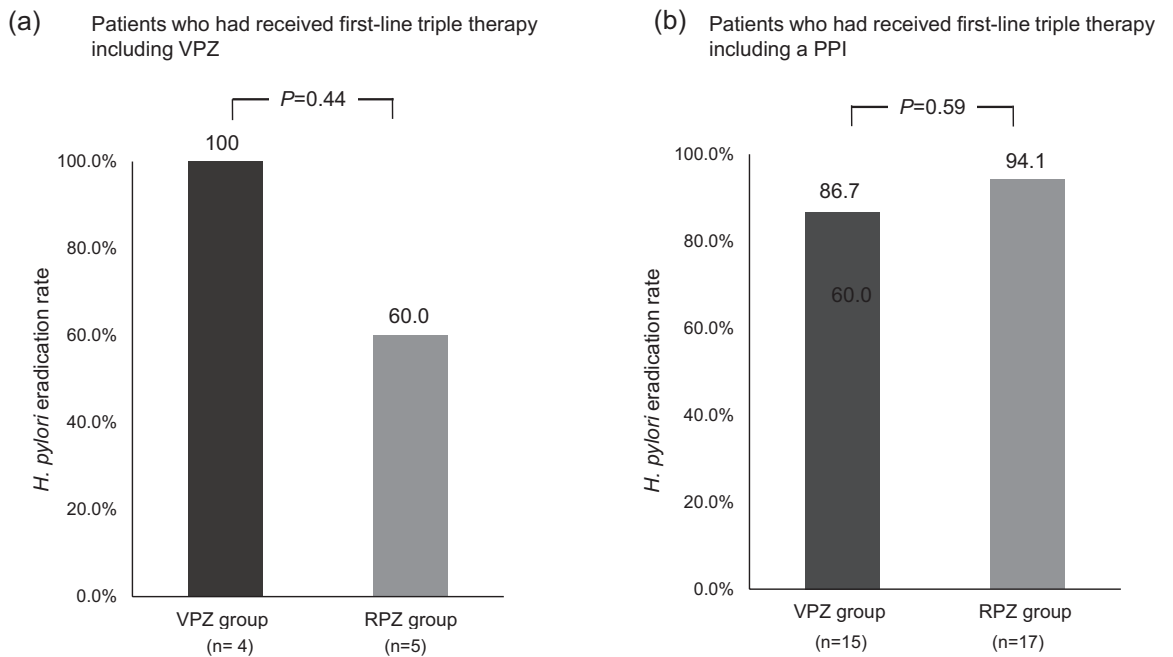 (a)
Patients who had received first-line triple therapy
including VPZ
P=0.44
100
100.0%
80.0%
60.0
60.0%
40.0%
20.0%
0.0%
H. pylori eradication rate
VPZ group
RPZ group
(n= 4)
(n=5)
(b)
Patients who had received first-line triple therapy
including a PPI
P=0.59
100.0%
94.1
86.7
80.0%
60.0
60.0%
40.0%
20.0%
0.0%
H. pylori eradication rate
VPZ group
RPZ group
(n=15)
(n=17)